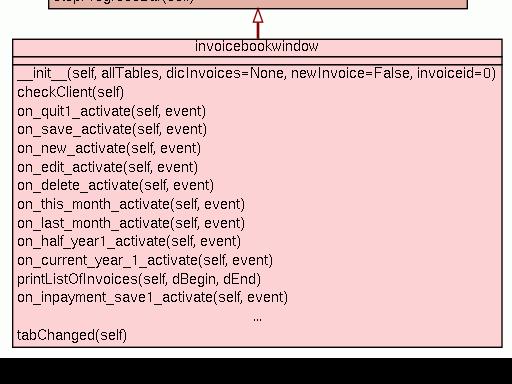 invoicebookwindow
__init__(self, allTables, dicInvoices=None, newInvoice=False, invoiceid=0)
checkClient(self)
on_quit1_activate(self, event)
on_save_activate(self, event)
on_new_activate(self, event)
on_edit_activate(self, event)
on_delete_activate(self, event)
on_this_month_activate(self, event)
on_last_month_activate(self, event)
on_half_year1_activate(self, event)
on_current_year_1_activate(self, event)
printListOfInvoices(self, dBegin, dEnd)
on_inpayment_save1_activate(self, event)
...
tabChanged(self)